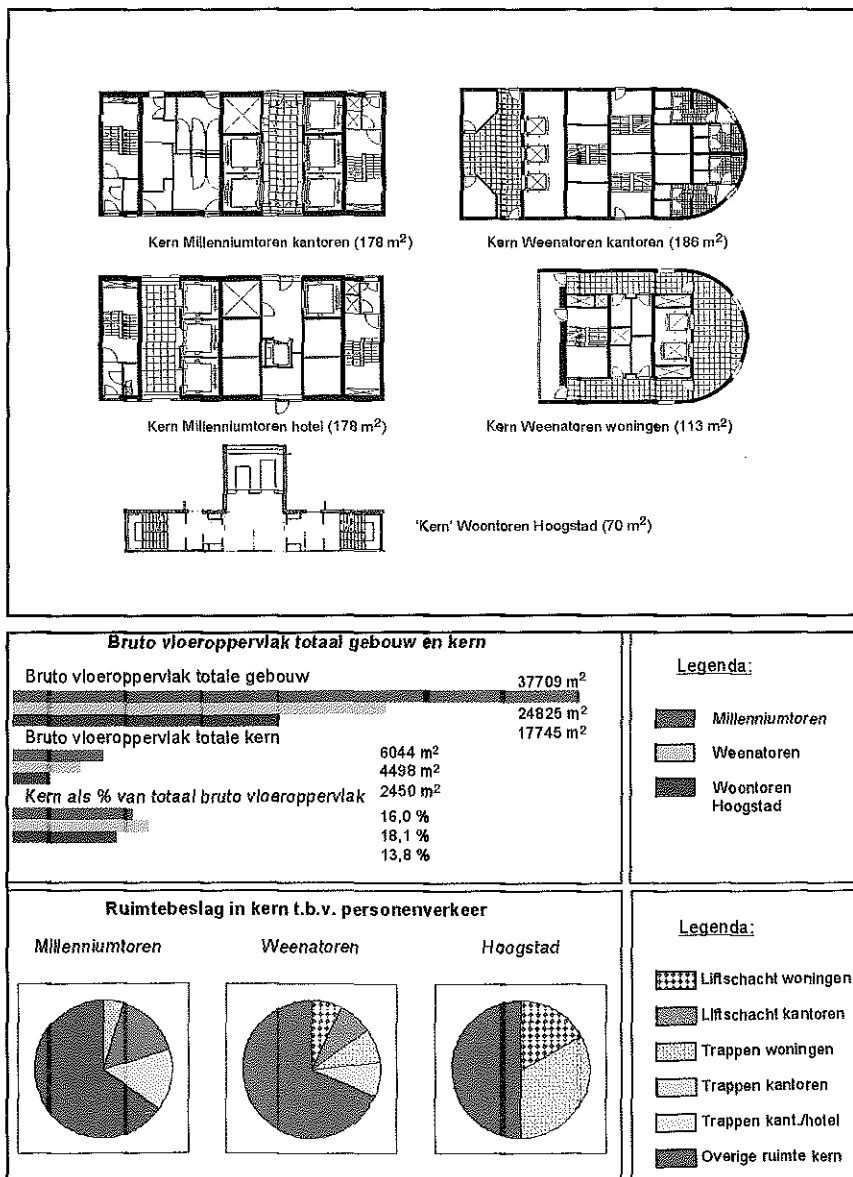 Kern Millenniumtoren kantoren (178 m²)
Kern Weenatoren kantoren (186 m²)
Kern Millenniumtoren hotel (178 m²)
Kern Weenatoren woningen (113 m²)
'Kern' Woontoren Hoogstad (70 m²)
Bruto vloeroppervlak totaal gebouw en kern
Bruto vloeroppervlak totale gebouw
37709 m²
24825 m²
17745 m²
Bruto vloeroppervlak totale kern
6044 m²
4498 m²
2450 m²
Kern als % van totaal bruto vloeroppervlak
16,0 %
18,1 %
13,8 %
Legenda:
Millenniumtoren
Weenatoren
Woontoren
Hoogstad
Ruimtebeslag in kern t.b.v. personenverkeer
Millenniumtoren
Weenatoren
Hoogstad
Legenda:
Liftschacht woningen
Liftschacht kantoren
Trappen woningen
Trappen kantoren
Trappen kant./hotel
Overige ruimte kern